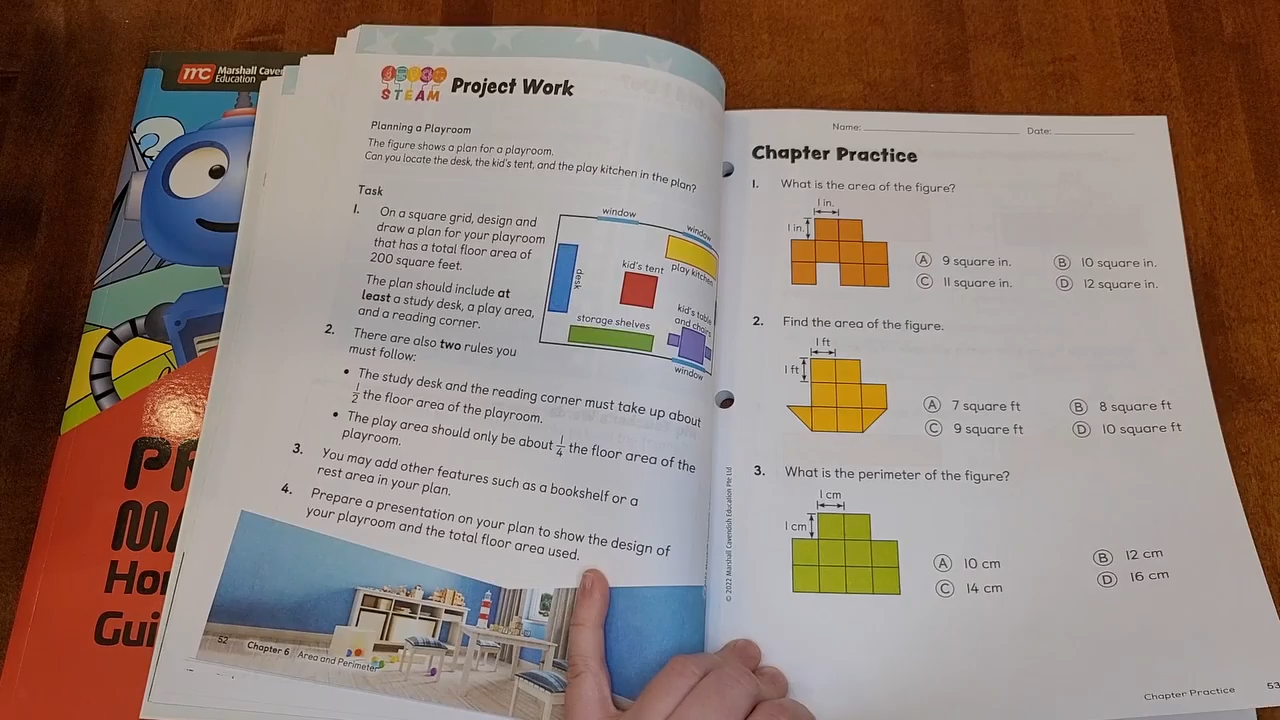 mc Marshall Caven
Education
PR
MA
Ho
Gui
STEAM Project Work
Planning a Playroom
The figure shows a plan for a playroom.
Can you locate the desk, the kid's tent, and the play kitchen in the plan?
Task
1. On a square grid, design and
draw a plan for your playroom
that has a total floor area of
200 square feet.
The plan should include at
least a study desk, a play area,
and a reading corner.
window
window
desk
kid's tent
play kitchen
storage shelves
kid's table
and chairs
window
2. There are also two rules you
must follow:
• The study desk and the reading corner must take up about
1/2 the floor area of the playroom.
• The play area should only be about 1/4 the floor area of the
playroom.
3. You may add other features such as a bookshelf or a
rest area in your plan.
4. Prepare a presentation on your plan to show the design of
your playroom and the total floor area used.
52 Chapter 6 Area and Perimeter
© 2022 Marshall Cavendish Education Pte Ltd
Name: Date:
Chapter Practice
1. What is the area of the figure?
1 in.
1 in.
A 9 square in. B 10 square in.
C 11 square in. D 12 square in.
2. Find the area of the figure.
1 ft
1 ft
A 7 square ft B 8 square ft
C 9 square ft D 10 square ft
3. What is the perimeter of the figure?
1 cm
1 cm
A 10 cm B 12 cm
C 14 cm D 16 cm
Chapter Practice 53